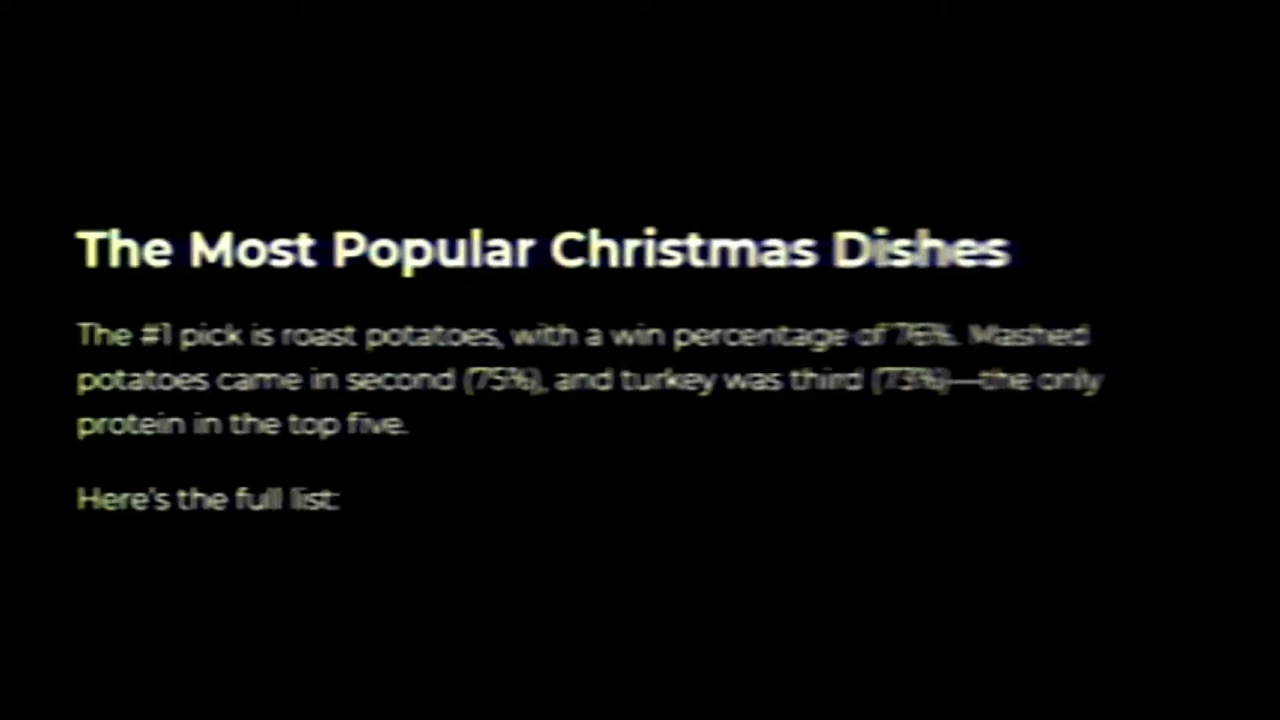 The Most Popular Christmas Dishes
The #1 pick is roast potatoes, with a win percentage of 76%. Mashed
potatoes came in second (75%), and turkey was third (73%)—the only
protein in the top five.
Here's the full list: